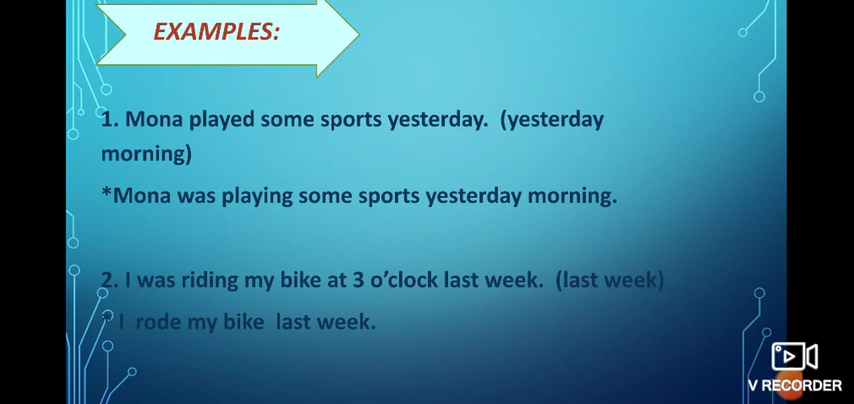 EXAMPLES:
1. Mona played some sports yesterday. (yesterday
morning)
*Mona was playing some sports yesterday morning.
2. I was riding my bike at 3 o’clock last week. (last week)
* I rode my bike last week.
V RECORDER